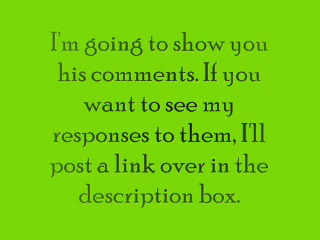 I'm going to show you
his comments. If you
want to see my
responses to them, I'll
post a link over in the
description box.